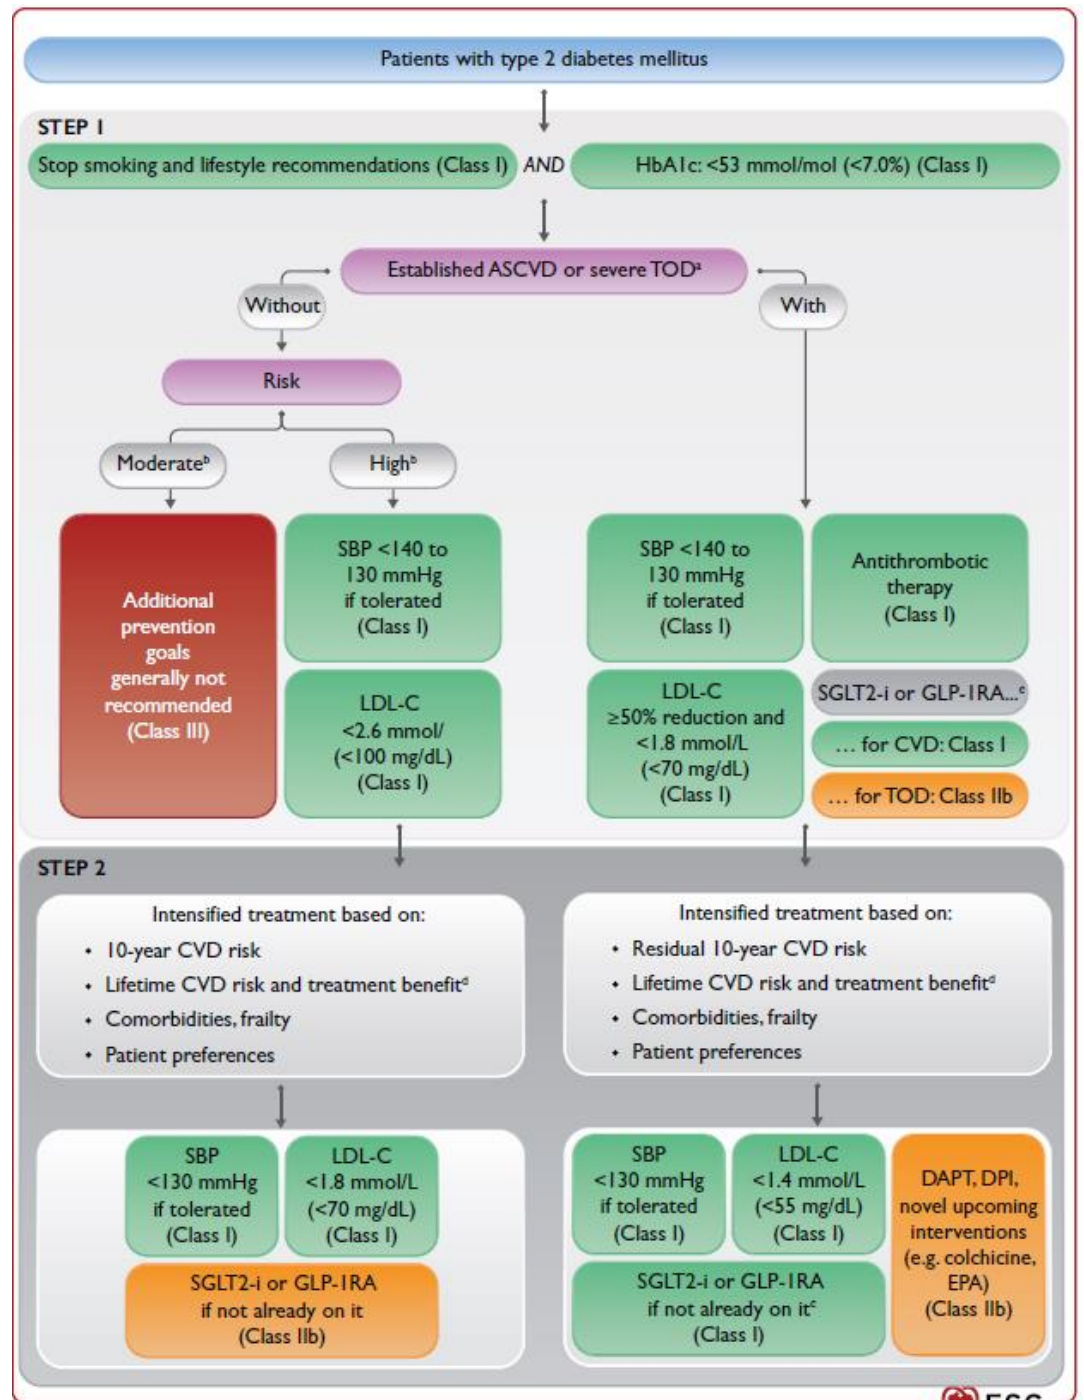 Patients with type 2 diabetes mellitus
STEP 1
Stop smoking and lifestyle recommendations (Class I)
AND
HbA1c: <53 mmol/mol (<7.0%) (Class I)
Established ASCVD or severe TODᵃ
Without
With
Risk
Moderateᵇ
Highᵇ
Additional
prevention
goals
generally not
recommended
(Class III)
SBP <140 to
130 mmHg
if tolerated
(Class I)
LDL-C
<2.6 mmol/
(<100 mg/dL)
(Class I)
SBP <140 to
130 mmHg
if tolerated
(Class I)
LDL-C
≥50% reduction and
<1.8 mmol/L
(<70 mg/dL)
(Class I)
Antithrombotic
therapy
(Class I)
SGLT2-i or GLP-1RA...ᶜ
... for CVD: Class I
... for TOD: Class IIb
STEP 2
Intensified treatment based on:
• 10-year CVD risk
• Lifetime CVD risk and treatment benefitᵈ
• Comorbidities, frailty
• Patient preferences
Intensified treatment based on:
• Residual 10-year CVD risk
• Lifetime CVD risk and treatment benefitᵈ
• Comorbidities, frailty
• Patient preferences
SBP
<130 mmHg
if tolerated
(Class I)
LDL-C
<1.8 mmol/L
(<70 mg/dL)
(Class I)
SGLT2-i or GLP-1RA
if not already on it
(Class IIb)
SBP
<130 mmHg
if tolerated
(Class I)
LDL-C
<1.4 mmol/L
(<55 mg/dL)
(Class I)
SGLT2-i or GLP-1RA
if not already on itᶜ
(Class I)
DAPT, DPI,
novel upcoming
interventions
(e.g. colchicine,
EPA)
(Class IIb)
ESC